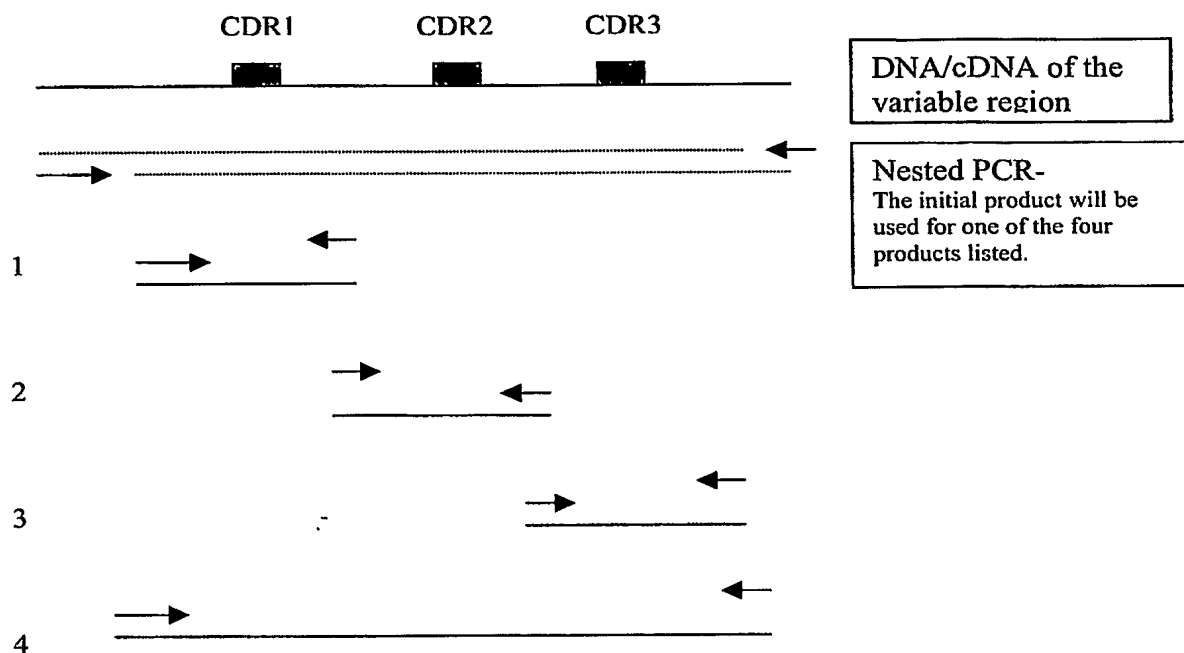 CDR1 CDR2 CDR3
DNA/cDNA of the
variable region
Nested PCR-
The initial product will be
used for one of the four
products listed.
1
2
3
4